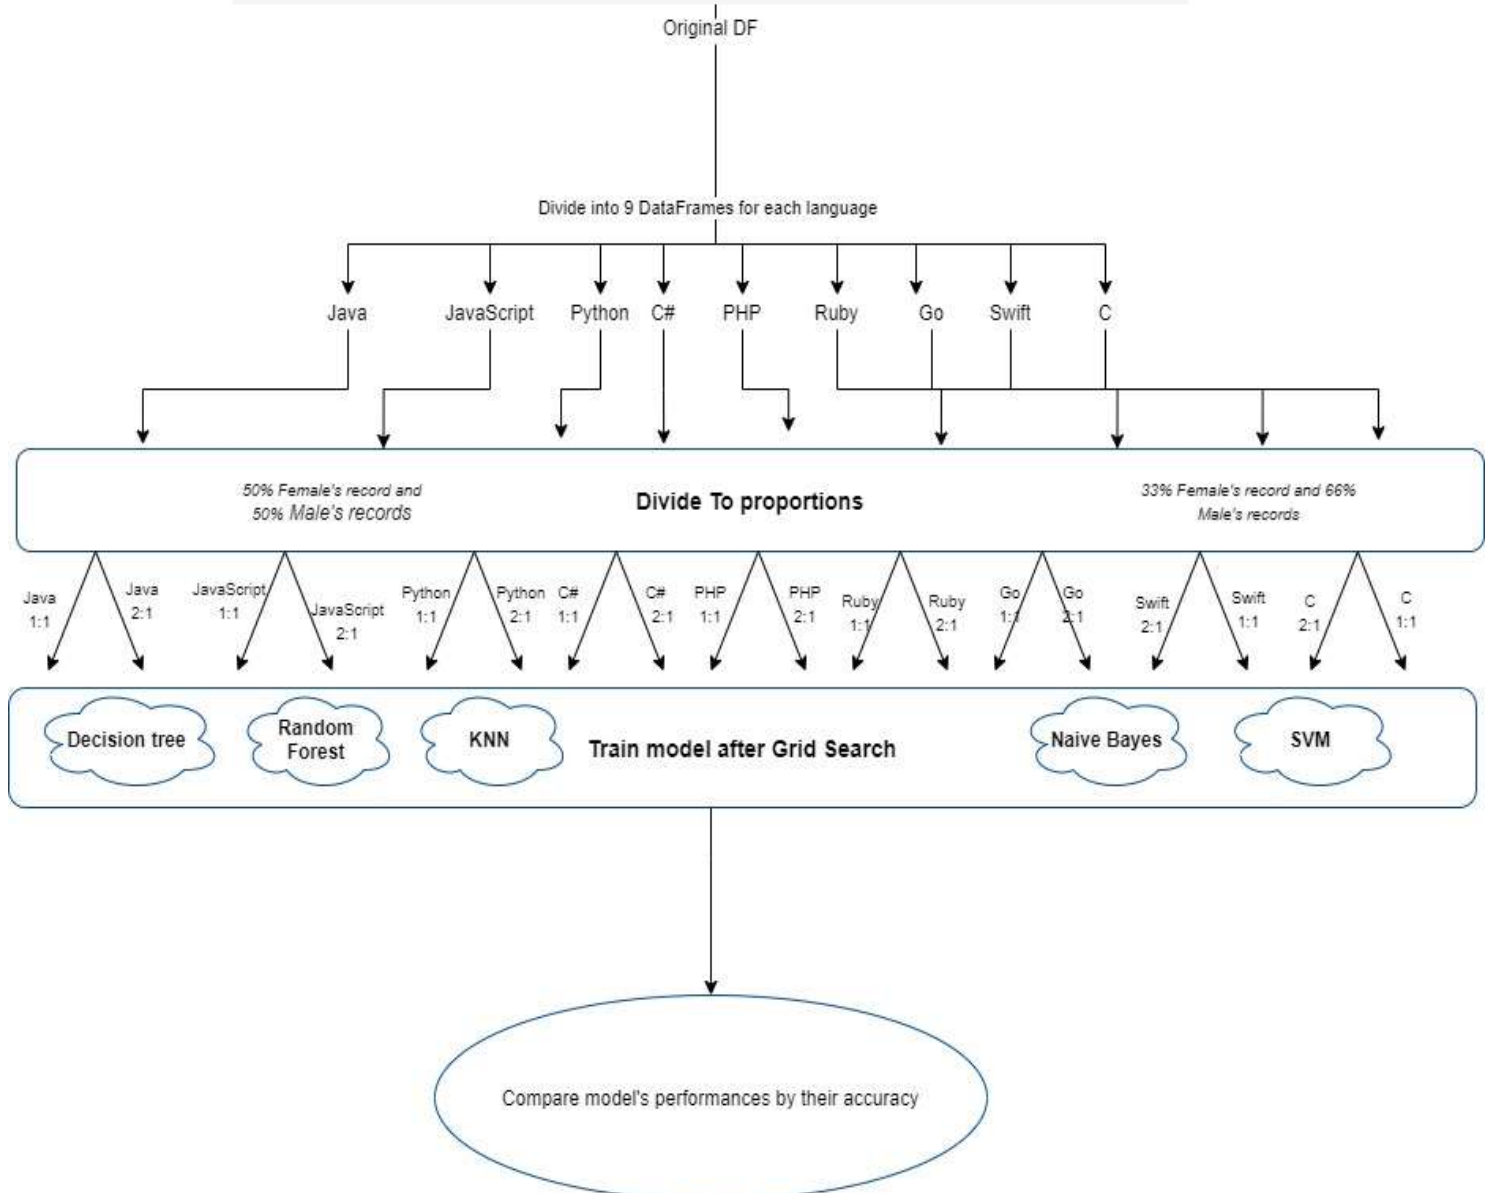 Original DF
Divide into 9 DataFrames for each language
Java
JavaScript
Python
C#
PHP
Ruby
Go
Swift
C
50% Female's record and
50% Male's records
Divide To proportions
33% Female's record and 66%
Male's records
Java
1:1
Java
2:1
JavaScript
1:1
JavaScript
2:1
Python
1:1
Python
2:1
C#
1:1
C#
2:1
PHP
1:1
PHP
2:1
Ruby
1:1
Ruby
2:1
Go
1:1
Go
2:1
Swift
2:1
Swift
1:1
C
2:1
C
1:1
Decision tree
Random
Forest
KNN
Train model after Grid Search
Naive Bayes
SVM
Compare model's performances by their accuracy